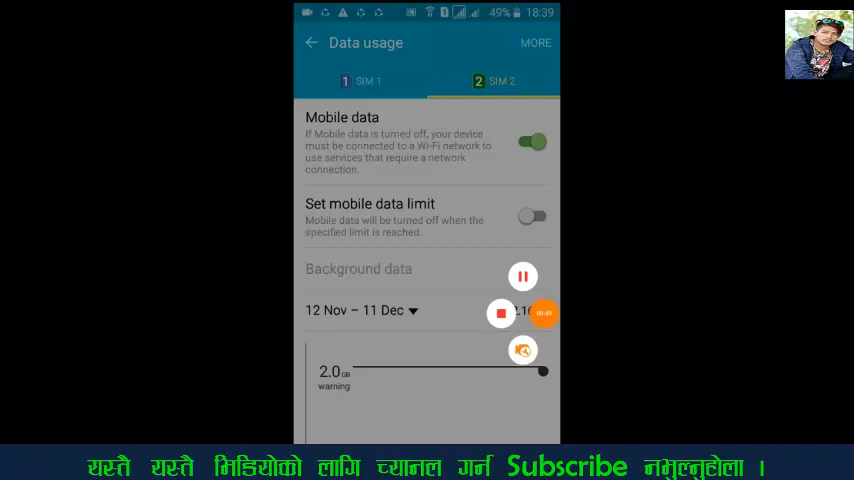 49% 18:39
Data usage MORE
1 SIM 1 2 SIM 2
Mobile data
If Mobile data is turned off, your device
must be connected to a Wi-Fi network to
use services that require a network
connection.
Set mobile data limit
Mobile data will be turned off when the
specified limit is reached.
Background data
12 Nov – 11 Dec
2.0 GB
warning
यस्तै यस्तै भिडियोको लागि च्यानल गर्न Subscribe नभुल्नुहोला ।